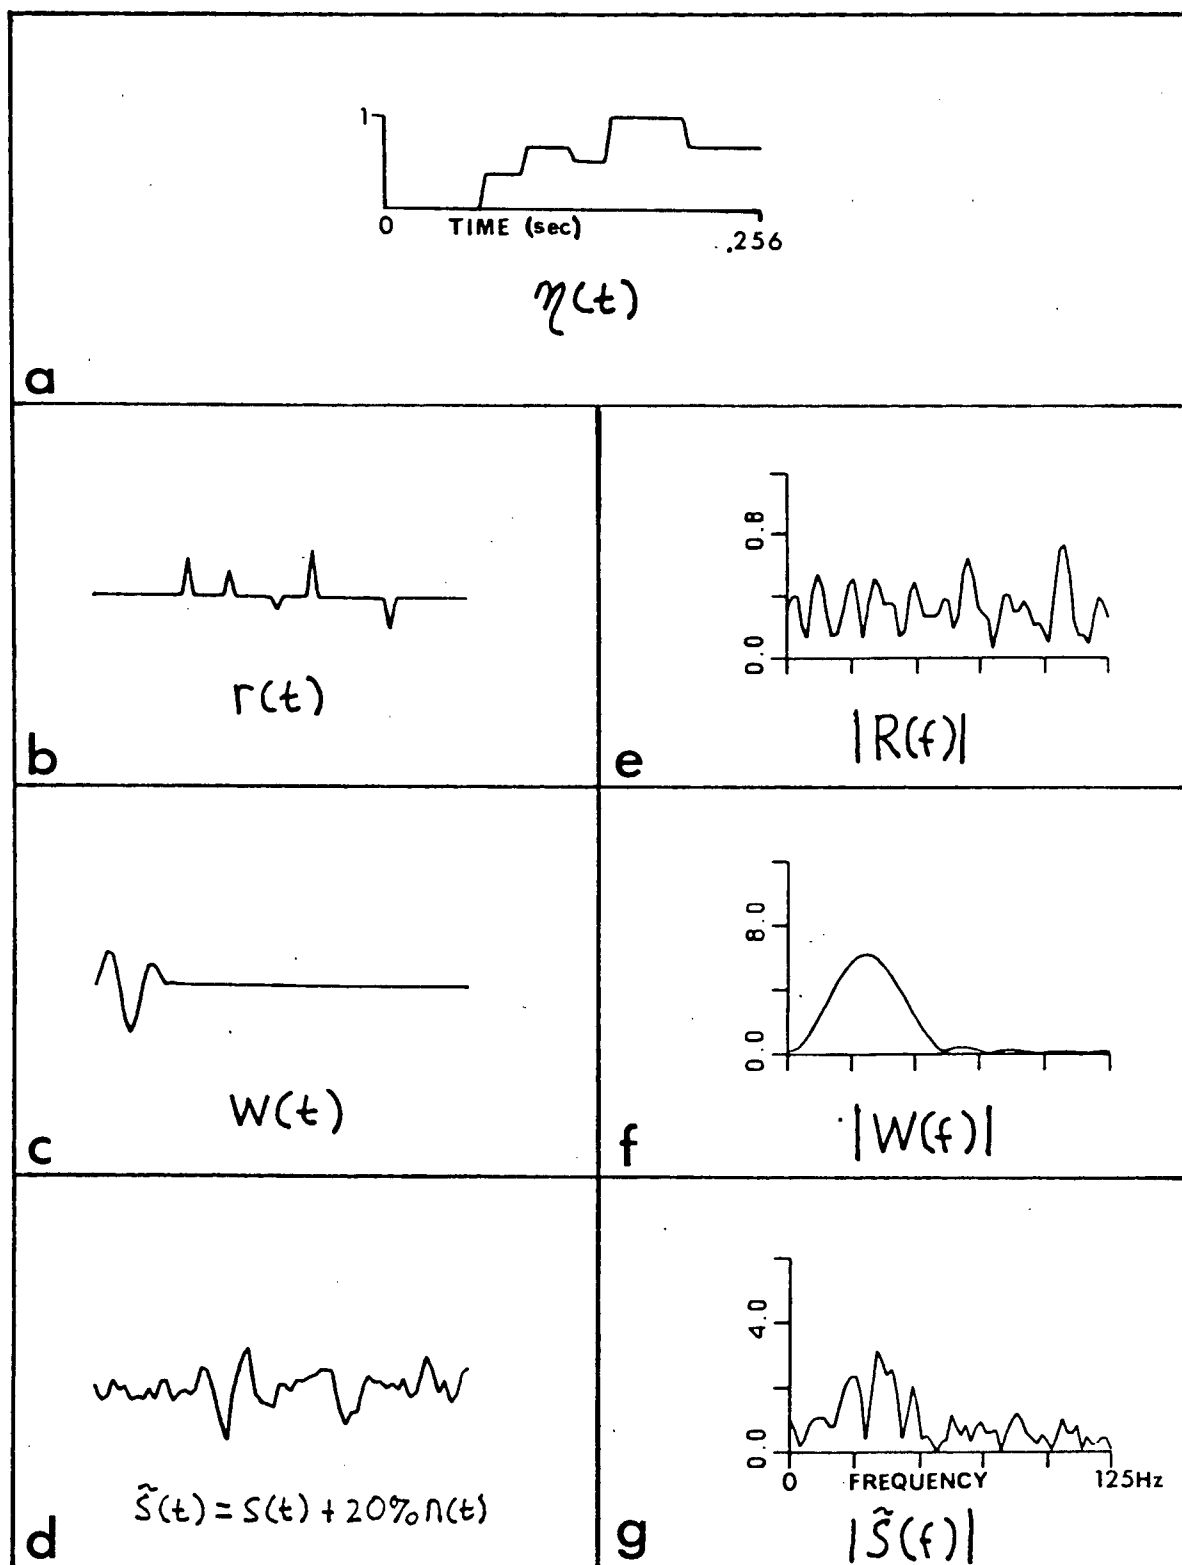 1
0 TIME (sec) .256
η(t)
a
r(t)
b
0.8
0.0
|R(f)|
e
W(t)
c
8.0
0.0
|W(f)|
f
S̃(t) = S(t) + 20% n(t)
d
4.0
0.0
0 FREQUENCY 125Hz
|S̃(f)|
g